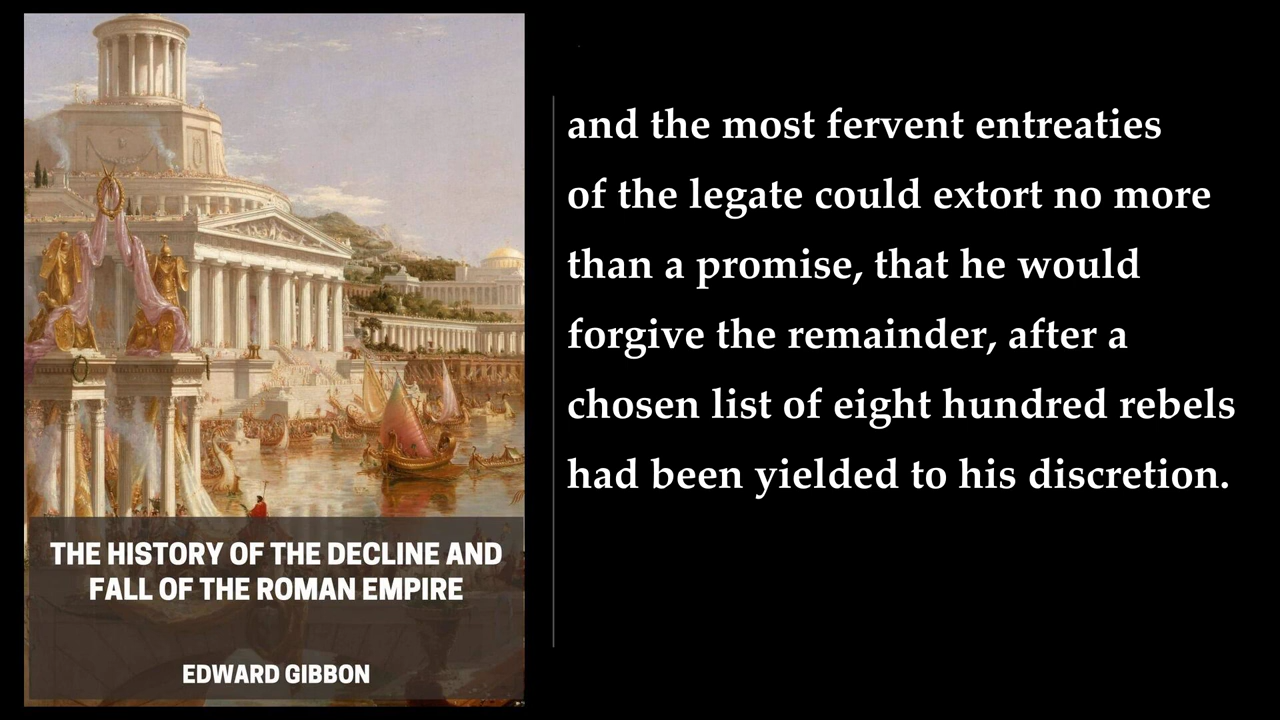 and the most fervent entreaties
of the legate could extort no more
than a promise, that he would
forgive the remainder, after a
chosen list of eight hundred rebels
had been yielded to his discretion.
THE HISTORY OF THE DECLINE AND
FALL OF THE ROMAN EMPIRE
EDWARD GIBBON